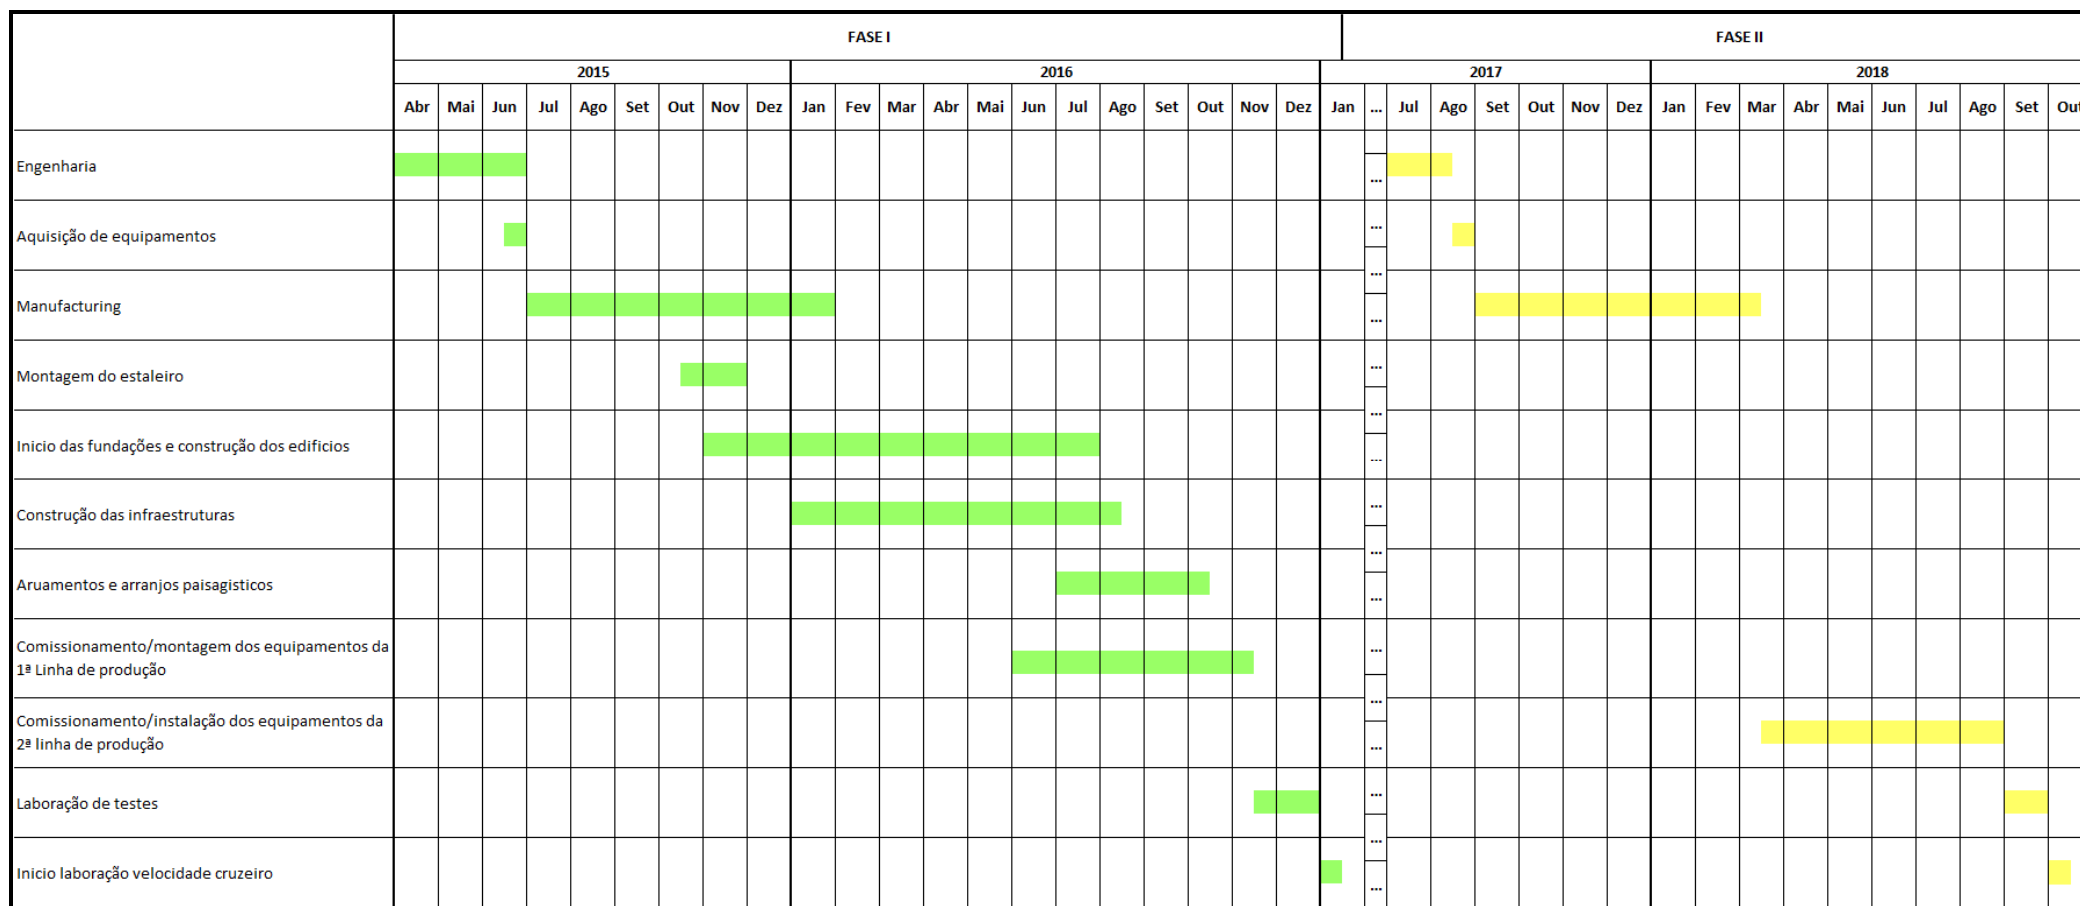 FASE I FASE II
2015 2016 2017 2018
Abr Mai Jun Jul Ago Set Out Nov Dez Jan Fev Mar Abr Mai Jun Jul Ago Set Out Nov Dez Jan ... Jul Ago Set Out Nov Dez Jan Fev Mar Abr Mai Jun Jul Ago Set Out
Engenharia
...
Aquisição de equipamentos
...
...
Manufacturing
...
Montagem do estaleiro
...
...
Inicio das fundações e construção dos edificios
...
Construção das infraestruturas
...
...
Aruamentos e arranjos paisagisticos
...
Comissionamento/montagem dos equipamentos da
1ª Linha de produção
...
...
Comissionamento/instalação dos equipamentos da
2ª linha de produção
...
Laboração de testes
...
...
Inicio laboração velocidade cruzeiro
...